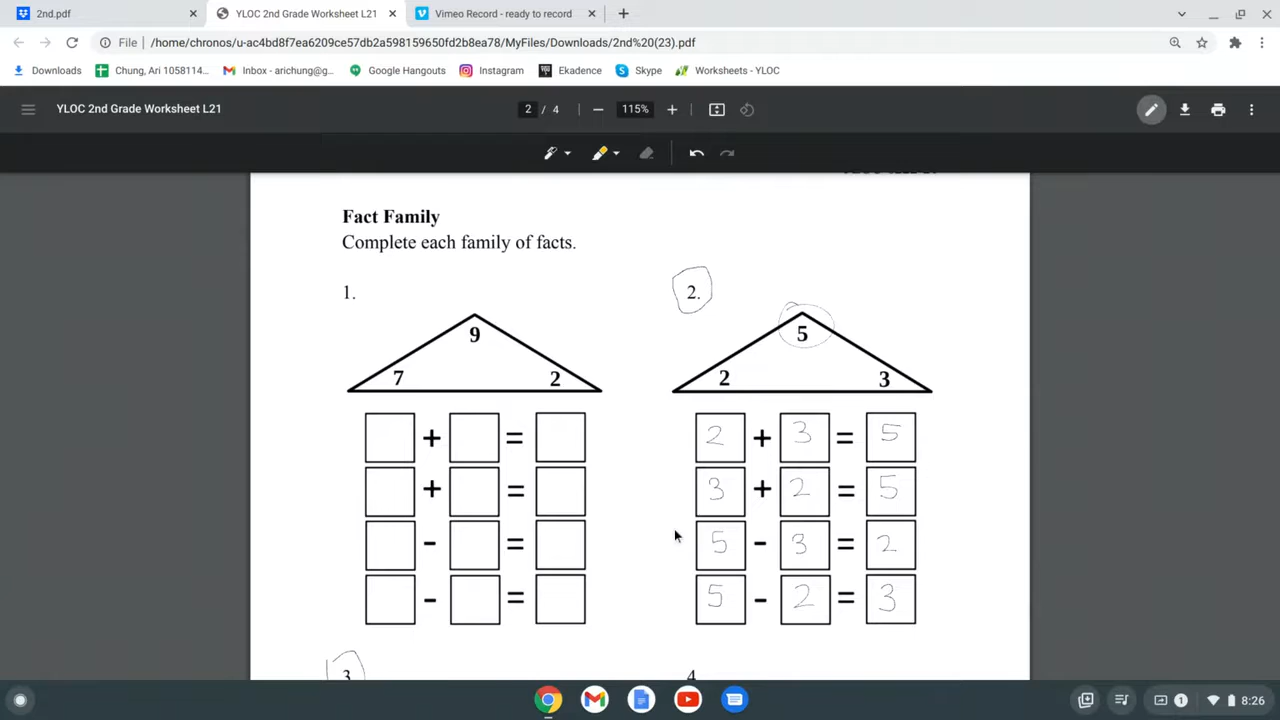 2nd.pdf
YLOC 2nd Grade Worksheet L21
Vimeo Record - ready to record
File
/home/chronos/u-ac4bd8f7ea6209ce57db2a598159650fd2b8ea78/MyFiles/Downloads/2nd%20(23).pdf
Downloads
Chung, Ari 1058114...
Inbox - arichung@g...
Google Hangouts
Instagram
Ekadence
Skype
Worksheets - YLOC
YLOC 2nd Grade Worksheet L21
2 / 4
115%
Fact Family
Complete each family of facts.
1.
9
7 2
+ =
+ =
- =
- =
2.
5
2 3
2 + 3 = 5
3 + 2 = 5
5 - 3 = 2
5 - 2 = 3
3
4
1
8:26